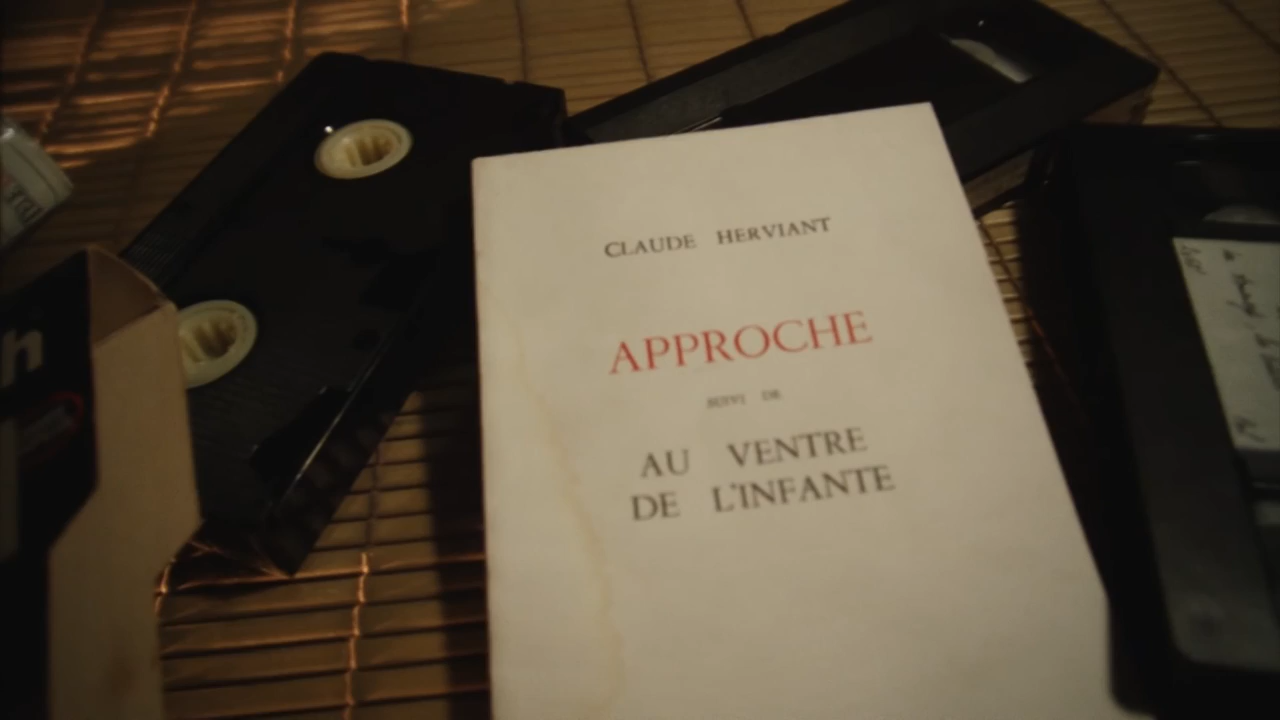 CLAUDE HERVIANT
APPROCHE
SUIVI DE
AU VENTRE
DE L'INFANTE